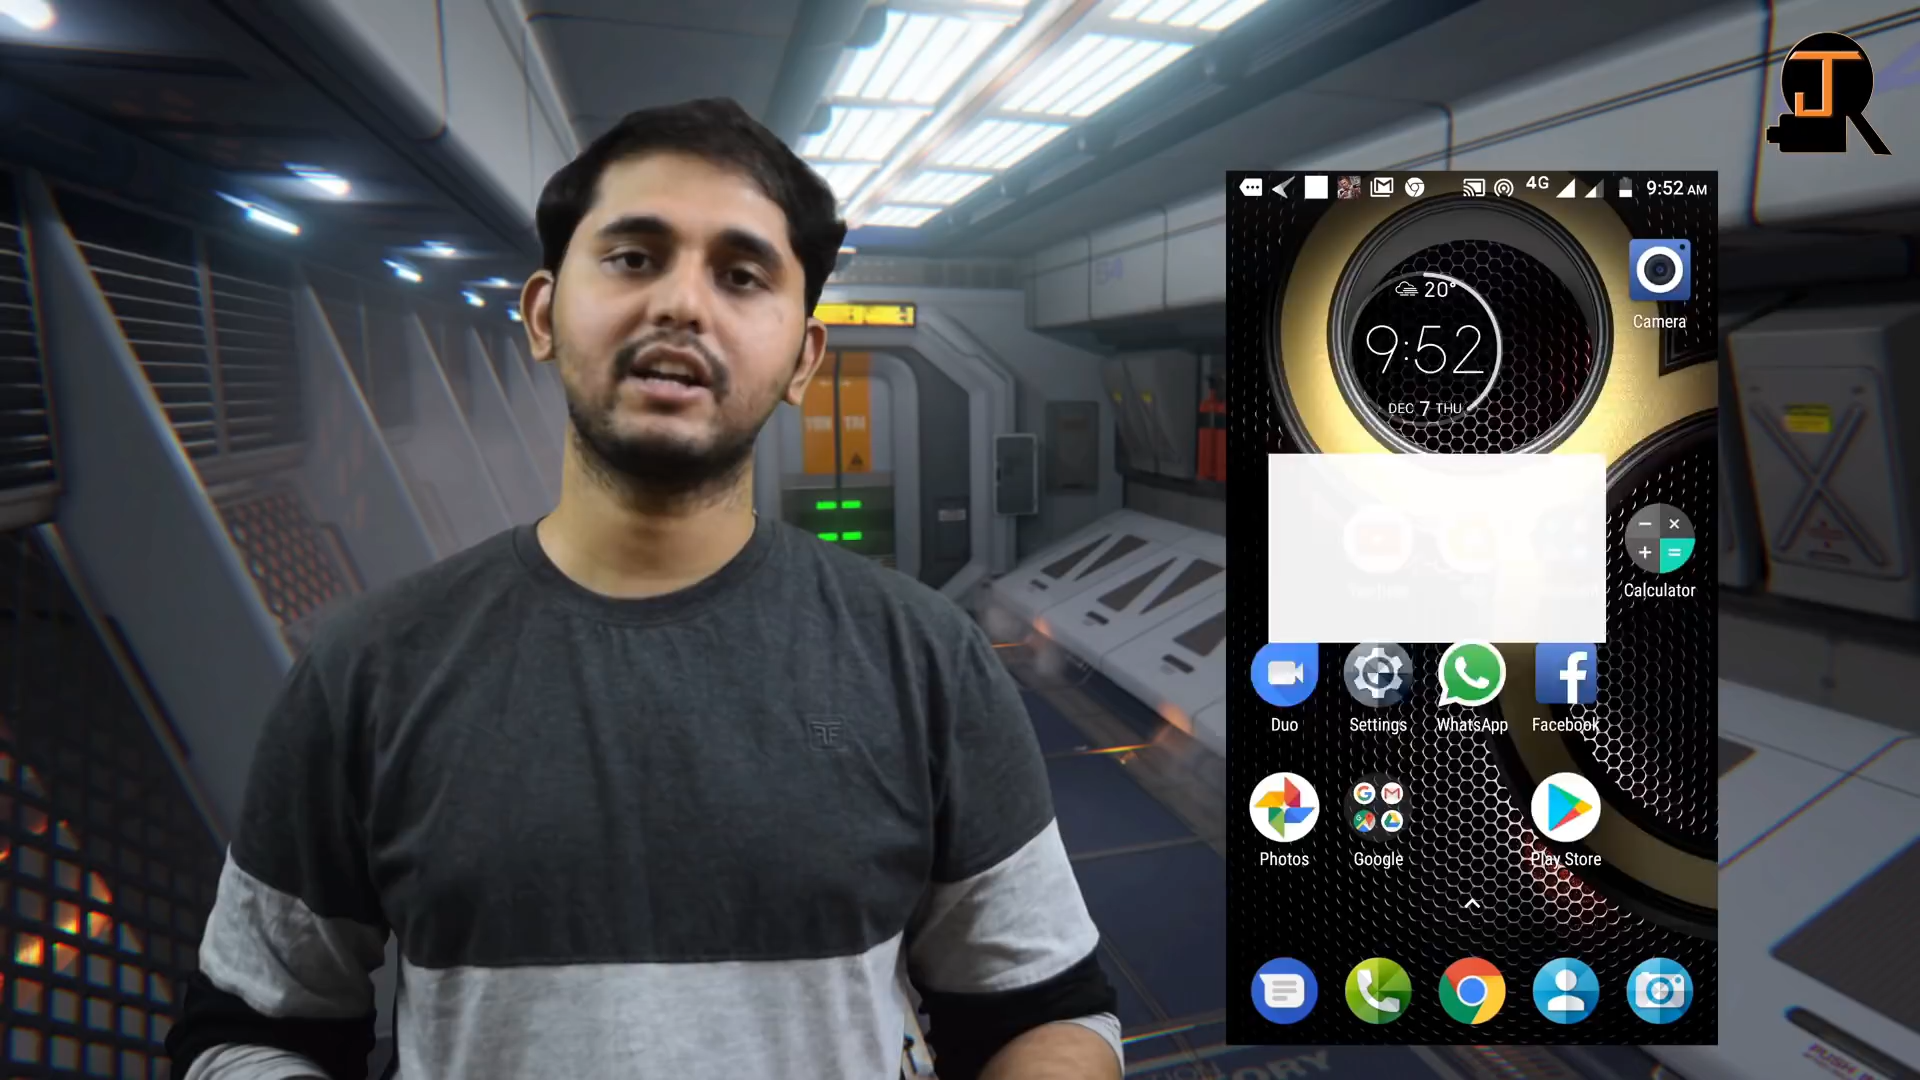 JR
4G 9:52 AM
20°
9:52
DEC 7 THU
Camera
Calculator
Duo
Settings
WhatsApp
Facebook
Photos
Google
Play Store